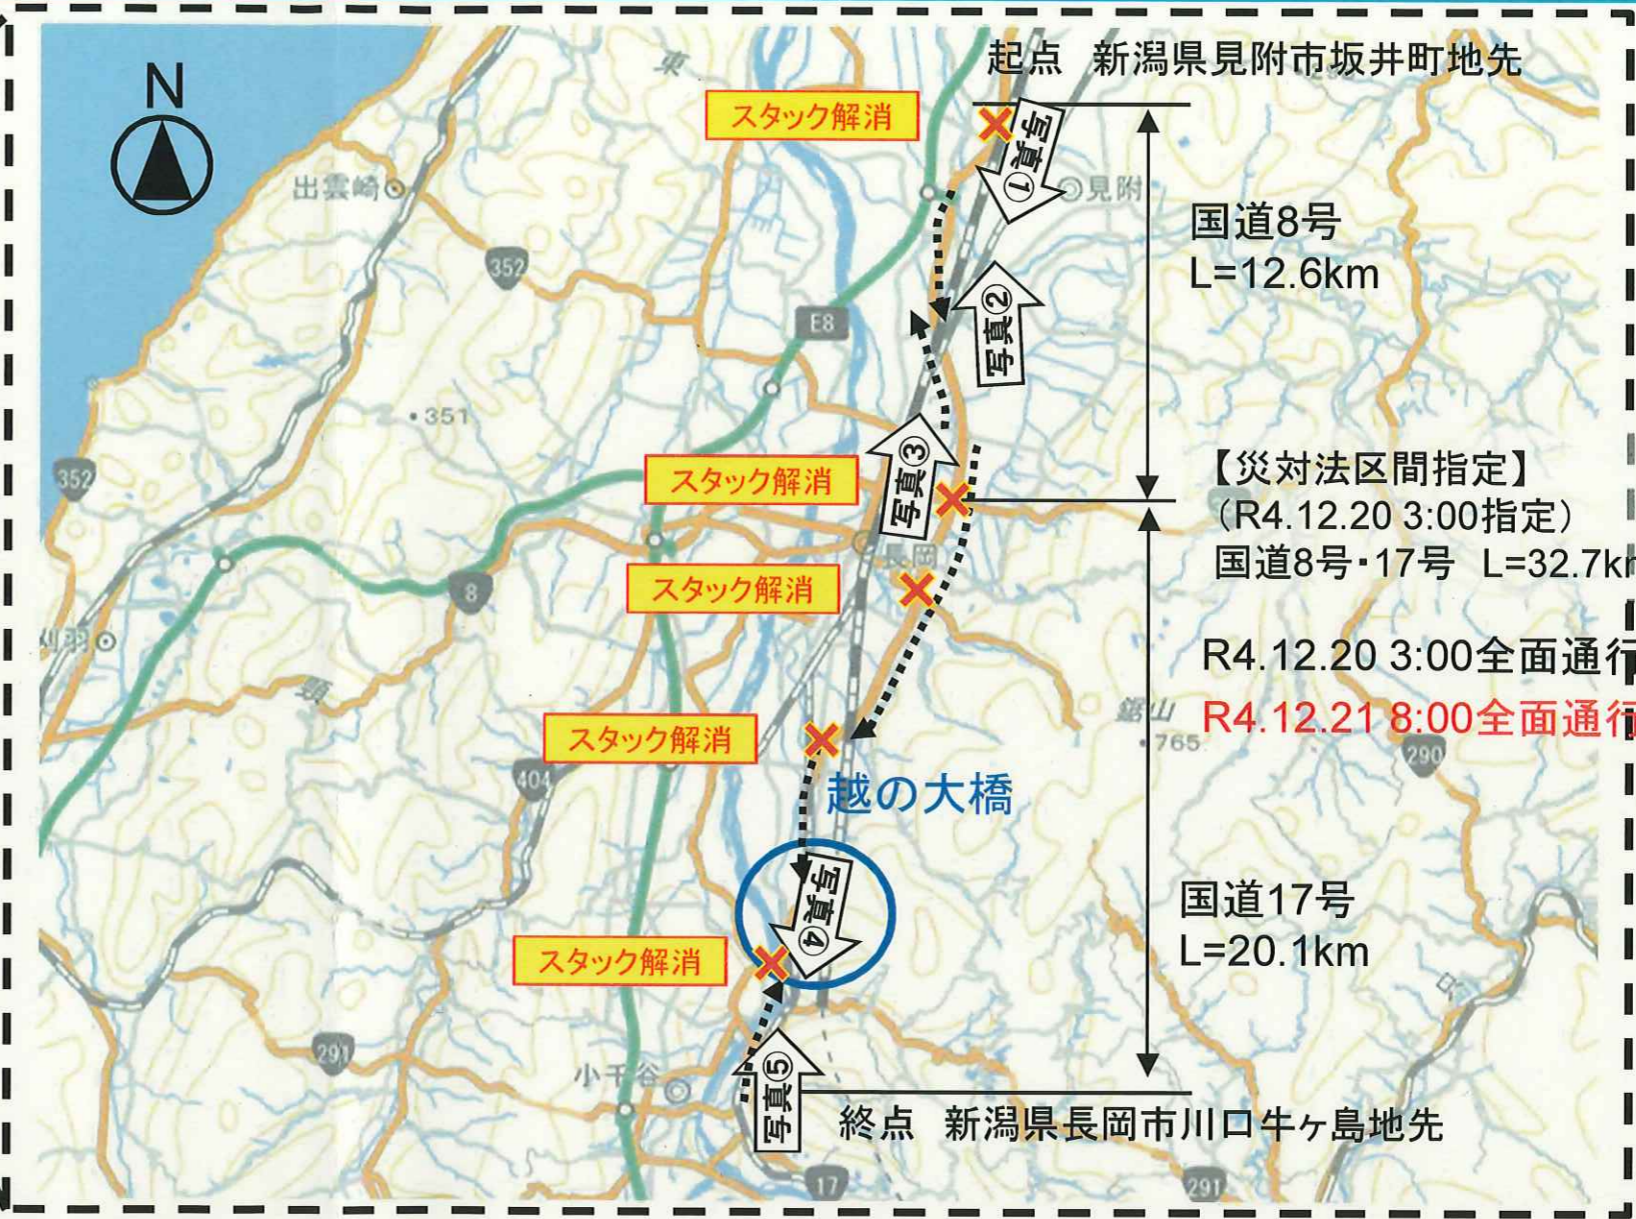 起点 新潟県見附市坂井町地先
N
東
スタック解消
写真①
出雲崎
見附
国道8号
L=12.6km
352
写真②
E8
・351
352
スタック解消
写真③
【災対法区間指定】
（R4.12.20 3:00指定）
国道8号・17号 L=32.7k
長岡
スタック解消
8
刈羽
R4.12.20 3:00全面通行
頸
鋸山
R4.12.21 8:00全面通行
スタック解消
・765
290
404
越の大橋
写真④
国道17号
L=20.1km
スタック解消
291
小千谷
写真⑤
終点 新潟県長岡市川口牛ヶ島地先
17
291